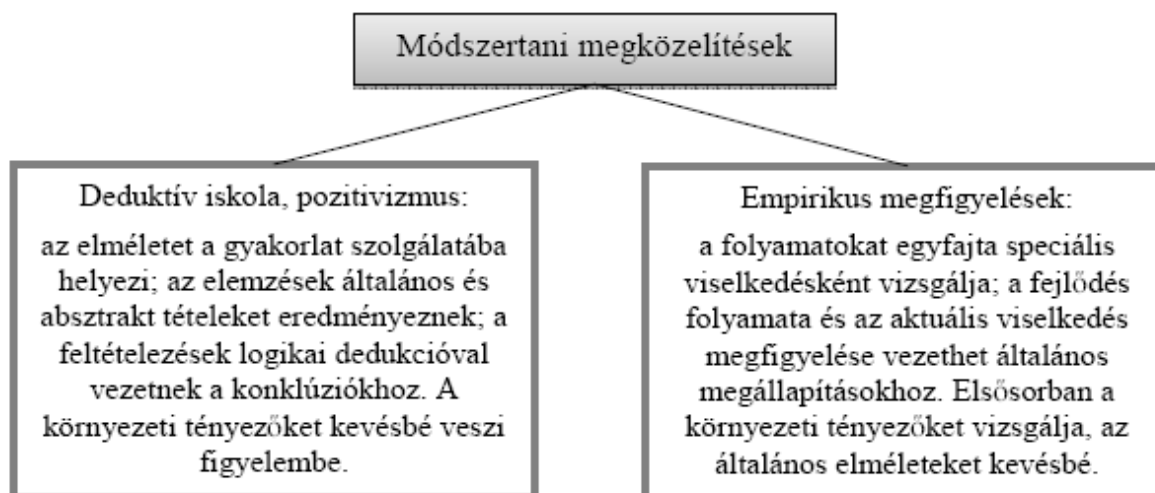 Módszertani megközelítések
Deduktív iskola, pozitivizmus:
az elméletet a gyakorlat szolgálatába
helyezi; az elemzések általános és
absztrakt tételeket eredményeznek; a
feltételezések logikai dedukcióval
vezetnek a konklúziókhoz. A
környezeti tényezőket kevésbé veszi
figyelembe.
Empirikus megfigyelések:
a folyamatokat egyfajta speciális
viselkedésként vizsgálja; a fejlődés
folyamata és az aktuális viselkedés
megfigyelése vezethet általános
megállapításokhoz. Elsősorban a
környezeti tényezőket vizsgálja, az
általános elméleteket kevésbé.